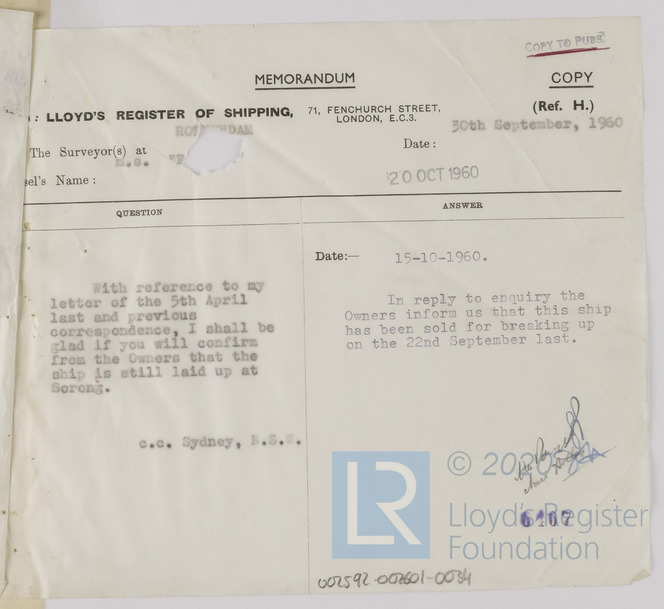 COPY TO PUBS
MEMORANDUM
COPY
: LLOYD'S REGISTER OF SHIPPING, 71, FENCHURCH STREET, LONDON, E.C.3.
(Ref. H.)
30th September, 1960
The Surveyor(s) at
Date:
M.S.
sel's Name:
20 OCT 1960
QUESTION
ANSWER
Date:— 15-10-1960.
With reference to my
letter of the 5th April
last and previous
correspondence, I shall be
glad if you will confirm
from the Owners that the
ship is still laid up at
Sorong.
c.c. Sydney, N.S.W.
In reply to enquiry the
Owners inform us that this ship
has been sold for breaking up
on the 22nd September last.
LR
© 2020
Lloyd's Register
Foundation
002592-002601-0034